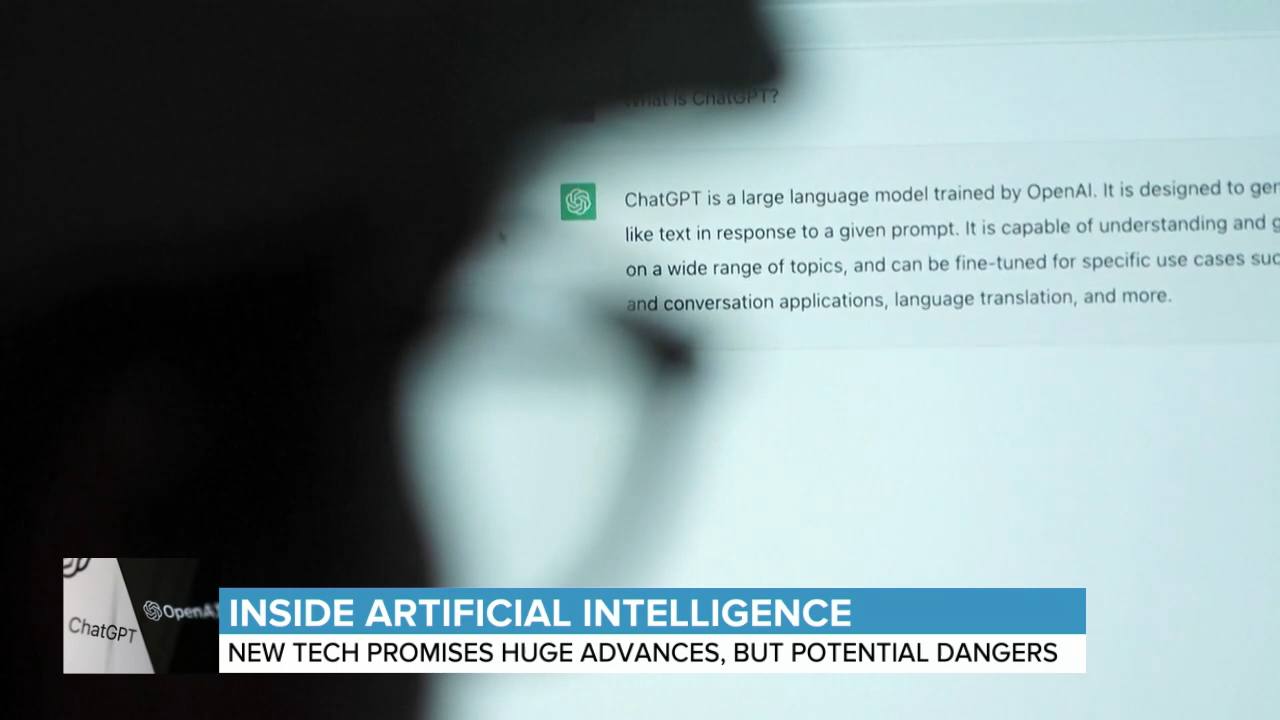 What is ChatGPT?
ChatGPT is a large language model trained by OpenAI. It is designed to ger
like text in response to a given prompt. It is capable of understanding and g
on a wide range of topics, and can be fine-tuned for specific use cases suc
and conversation applications, language translation, and more.
ChatGPT
OpenAI
INSIDE ARTIFICIAL INTELLIGENCE
NEW TECH PROMISES HUGE ADVANCES, BUT POTENTIAL DANGERS